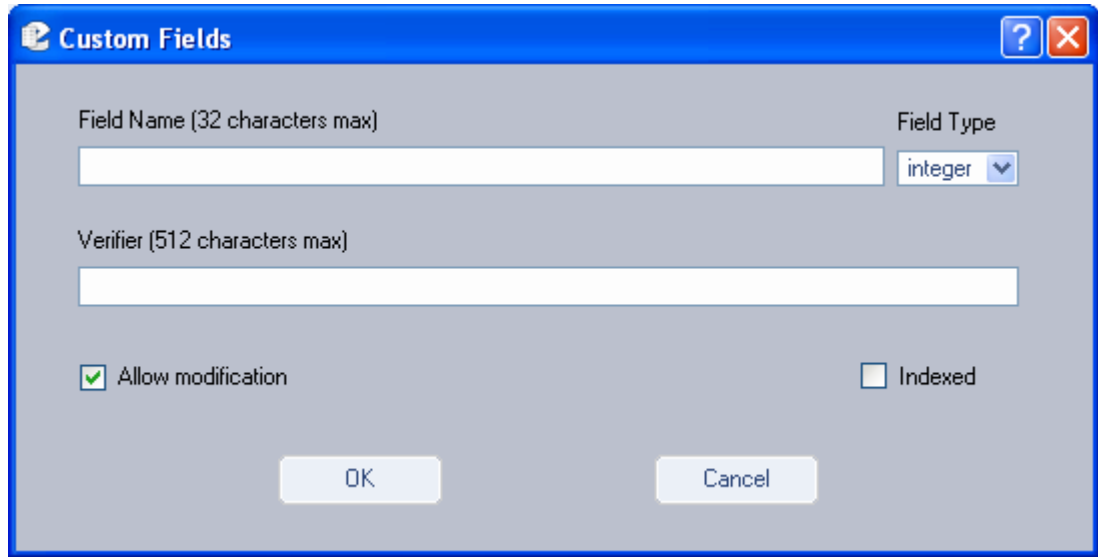 Custom Fields
Field Name (32 characters max)
Field Type
integer
Verifier (512 characters max)
Allow modification
Indexed
OK
Cancel